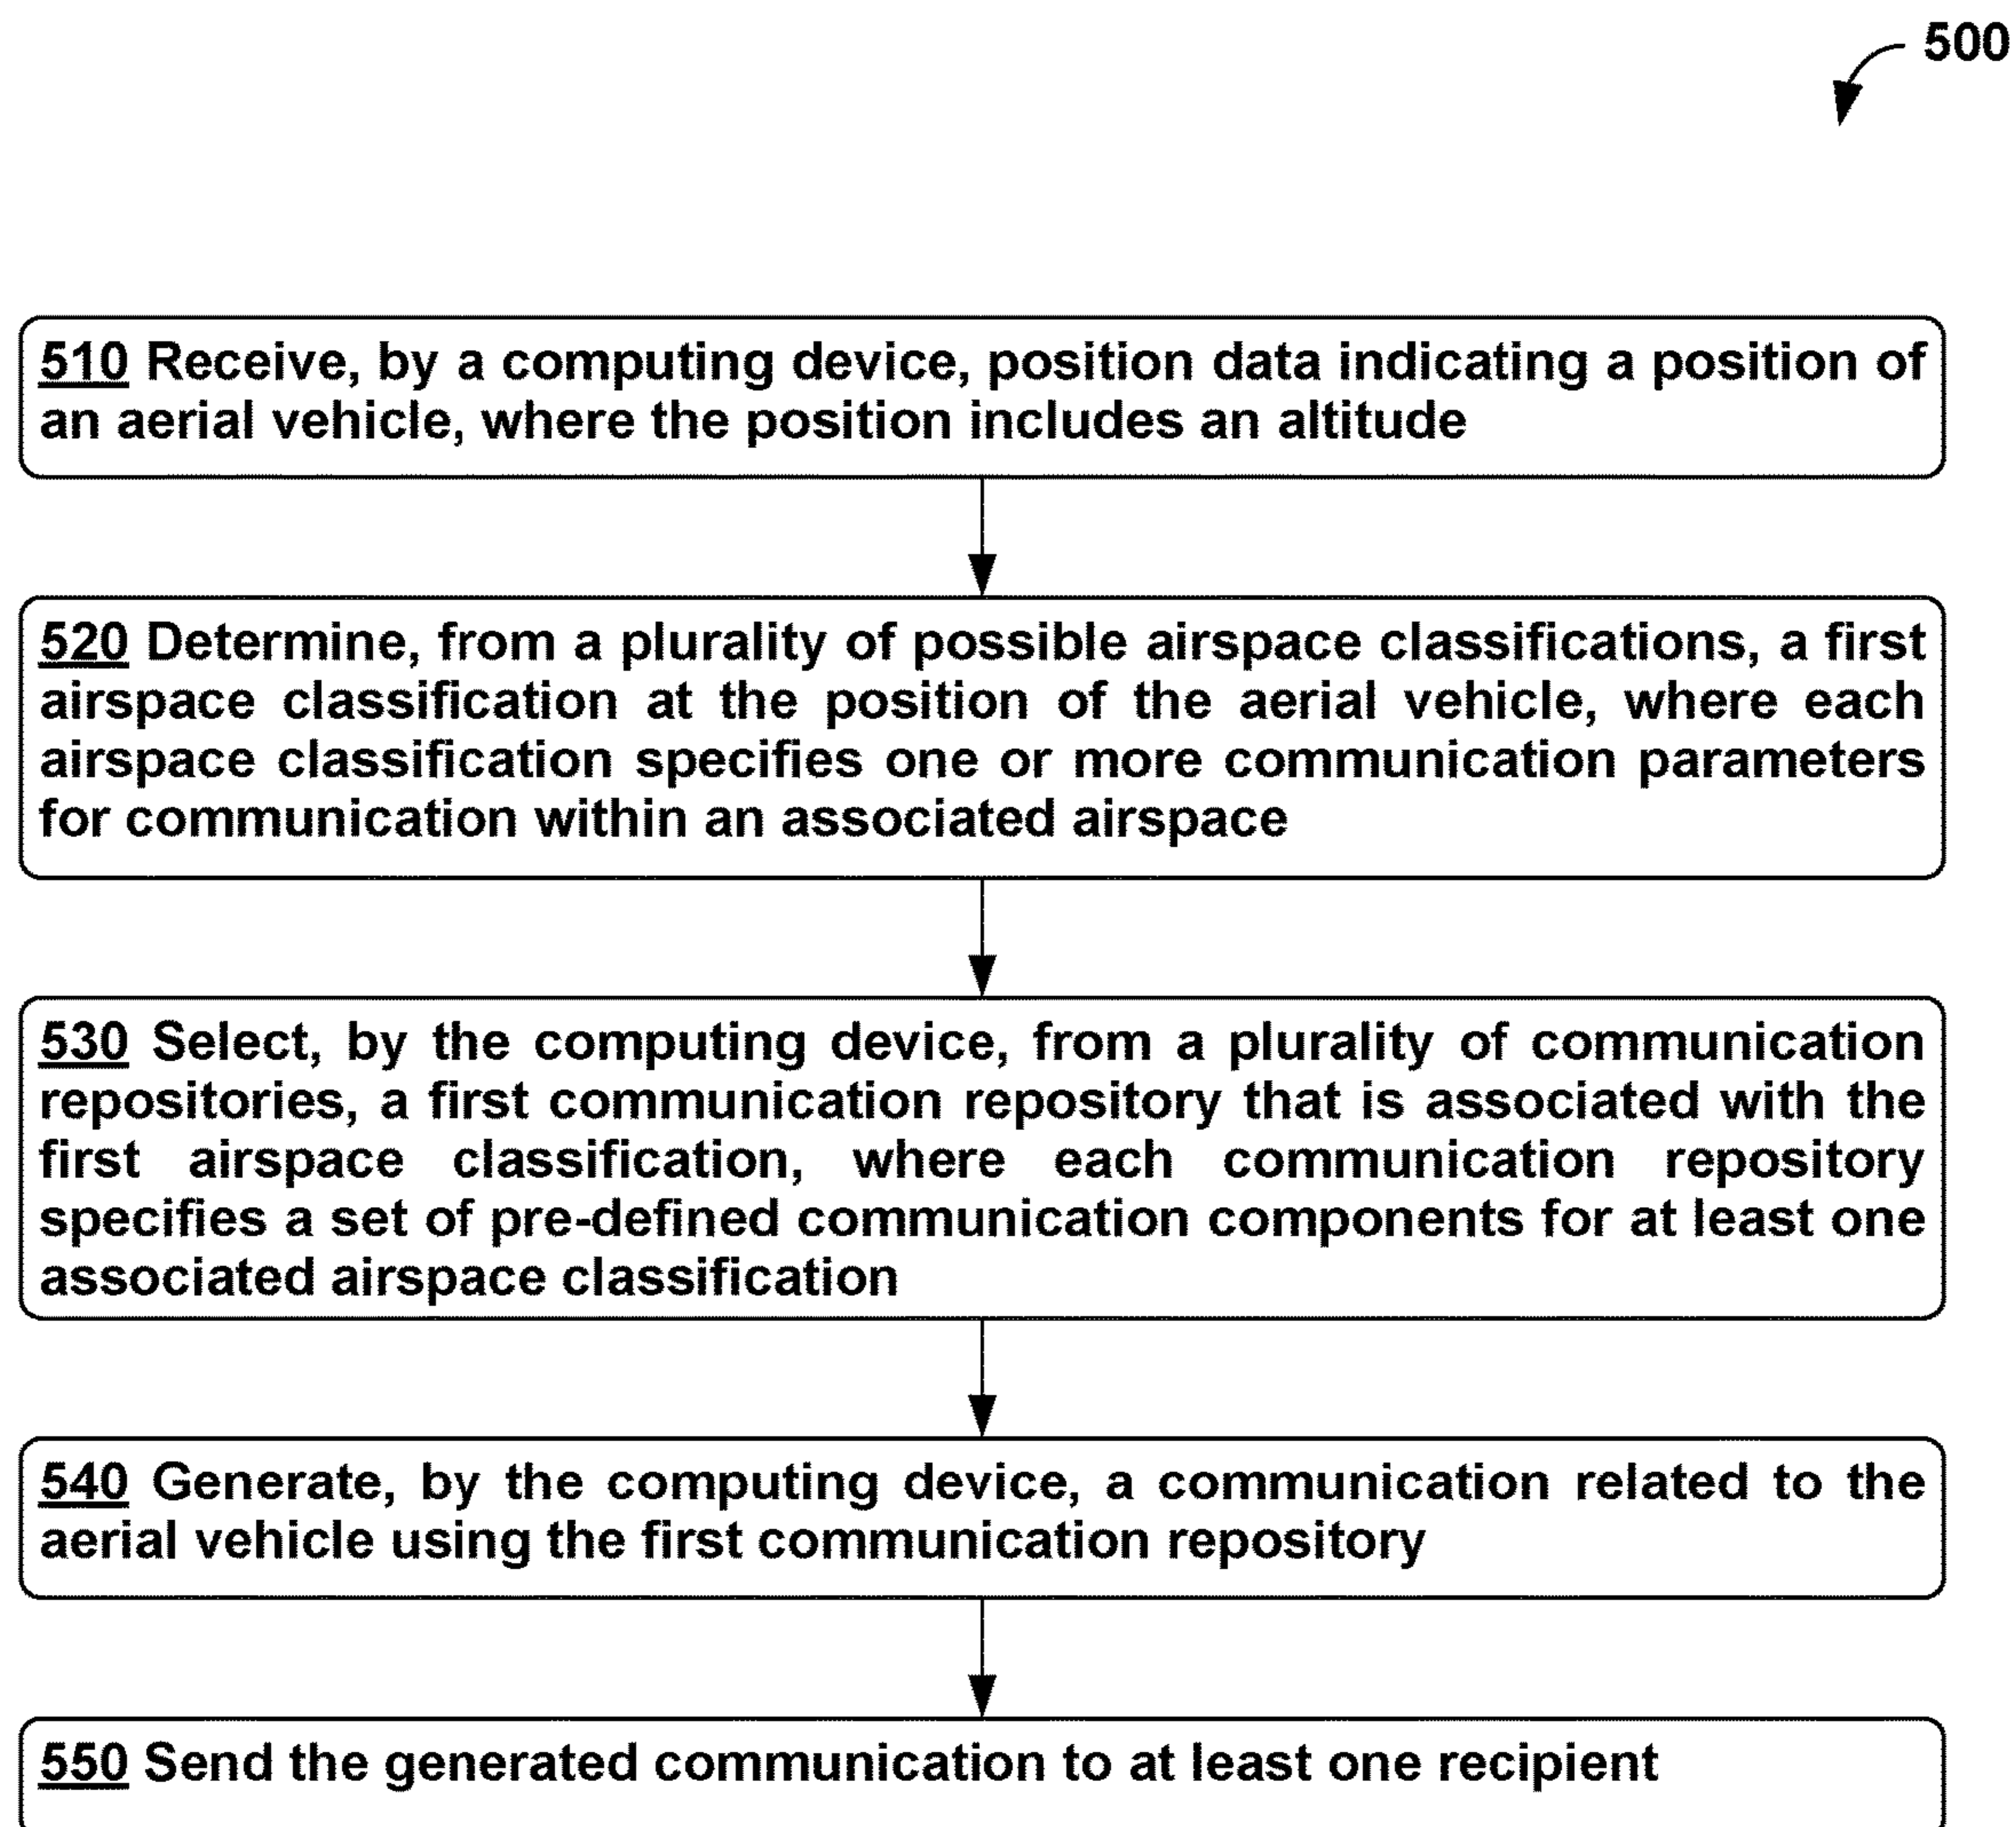 500
510 Receive, by a computing device, position data indicating a position of
an aerial vehicle, where the position includes an altitude
520 Determine, from a plurality of possible airspace classifications, a first
airspace classification at the position of the aerial vehicle, where each
airspace classification specifies one or more communication parameters
for communication within an associated airspace
530 Select, by the computing device, from a plurality of communication
repositories, a first communication repository that is associated with the
first airspace classification, where each communication repository
specifies a set of pre-defined communication components for at least one
associated airspace classification
540 Generate, by the computing device, a communication related to the
aerial vehicle using the first communication repository
550 Send the generated communication to at least one recipient